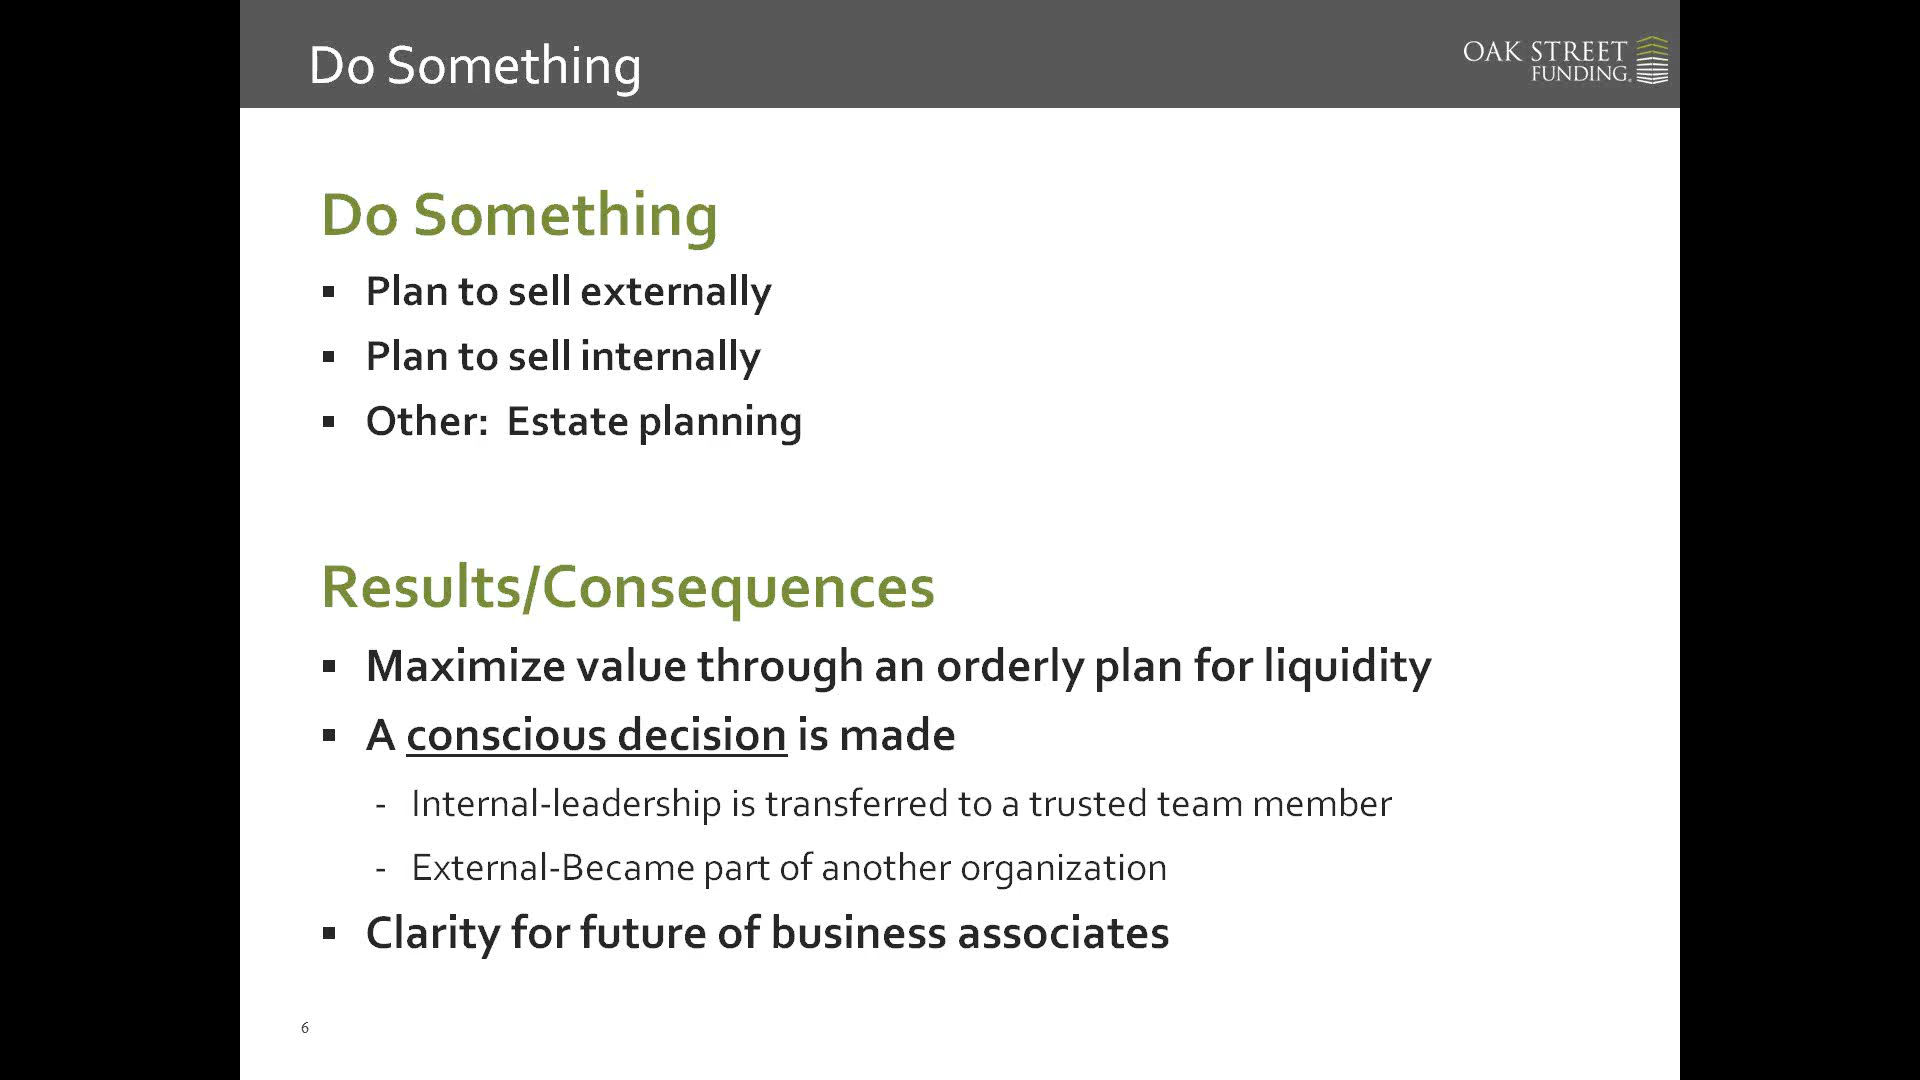 Do Something
OAK STREET
FUNDING®
Do Something
▪ Plan to sell externally
▪ Plan to sell internally
▪ Other:  Estate planning
Results/Consequences
▪ Maximize value through an orderly plan for liquidity
▪ A conscious decision is made
- Internal-leadership is transferred to a trusted team member
- External-Became part of another organization
▪ Clarity for future of business associates
6